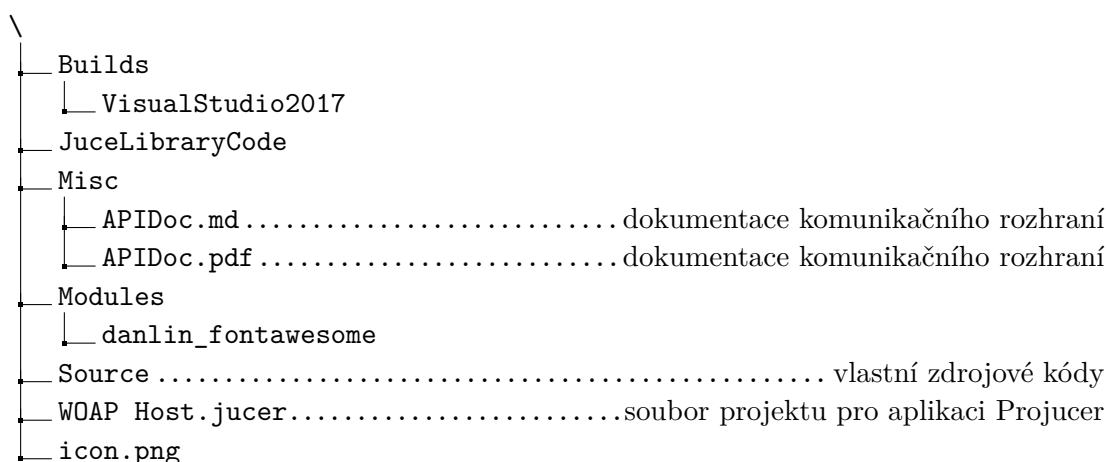 \
Builds
VisualStudio2017
JuceLibraryCode
Misc
APIDoc.md............................dokumentace komunikačního rozhraní
APIDoc.pdf...........................dokumentace komunikačního rozhraní
Modules
danlin_fontawesome
Source..................................................vlastní zdrojové kódy
WOAP Host.jucer.........................soubor projektu pro aplikaci Projucer
icon.png